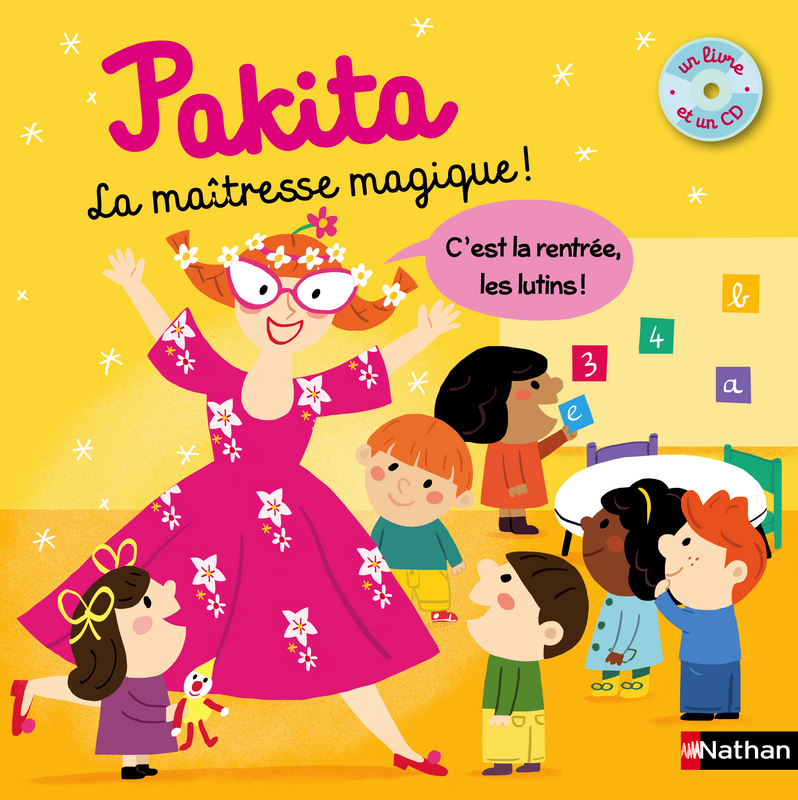 Pakita
La maîtresse magique !
un livre
et un CD
C'est la rentrée,
les lutins !
b
4
3
a
e
Nathan